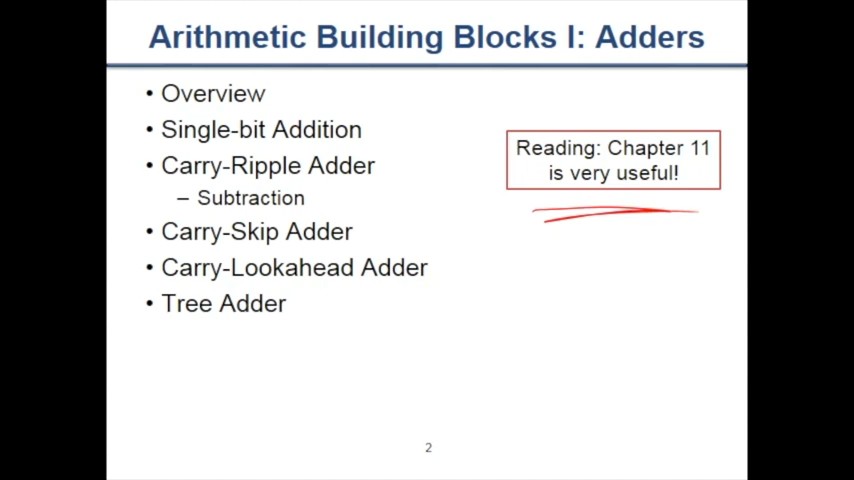 Arithmetic Building Blocks I: Adders
• Overview
• Single-bit Addition
• Carry-Ripple Adder
– Subtraction
• Carry-Skip Adder
• Carry-Lookahead Adder
• Tree Adder
Reading: Chapter 11
is very useful!
2